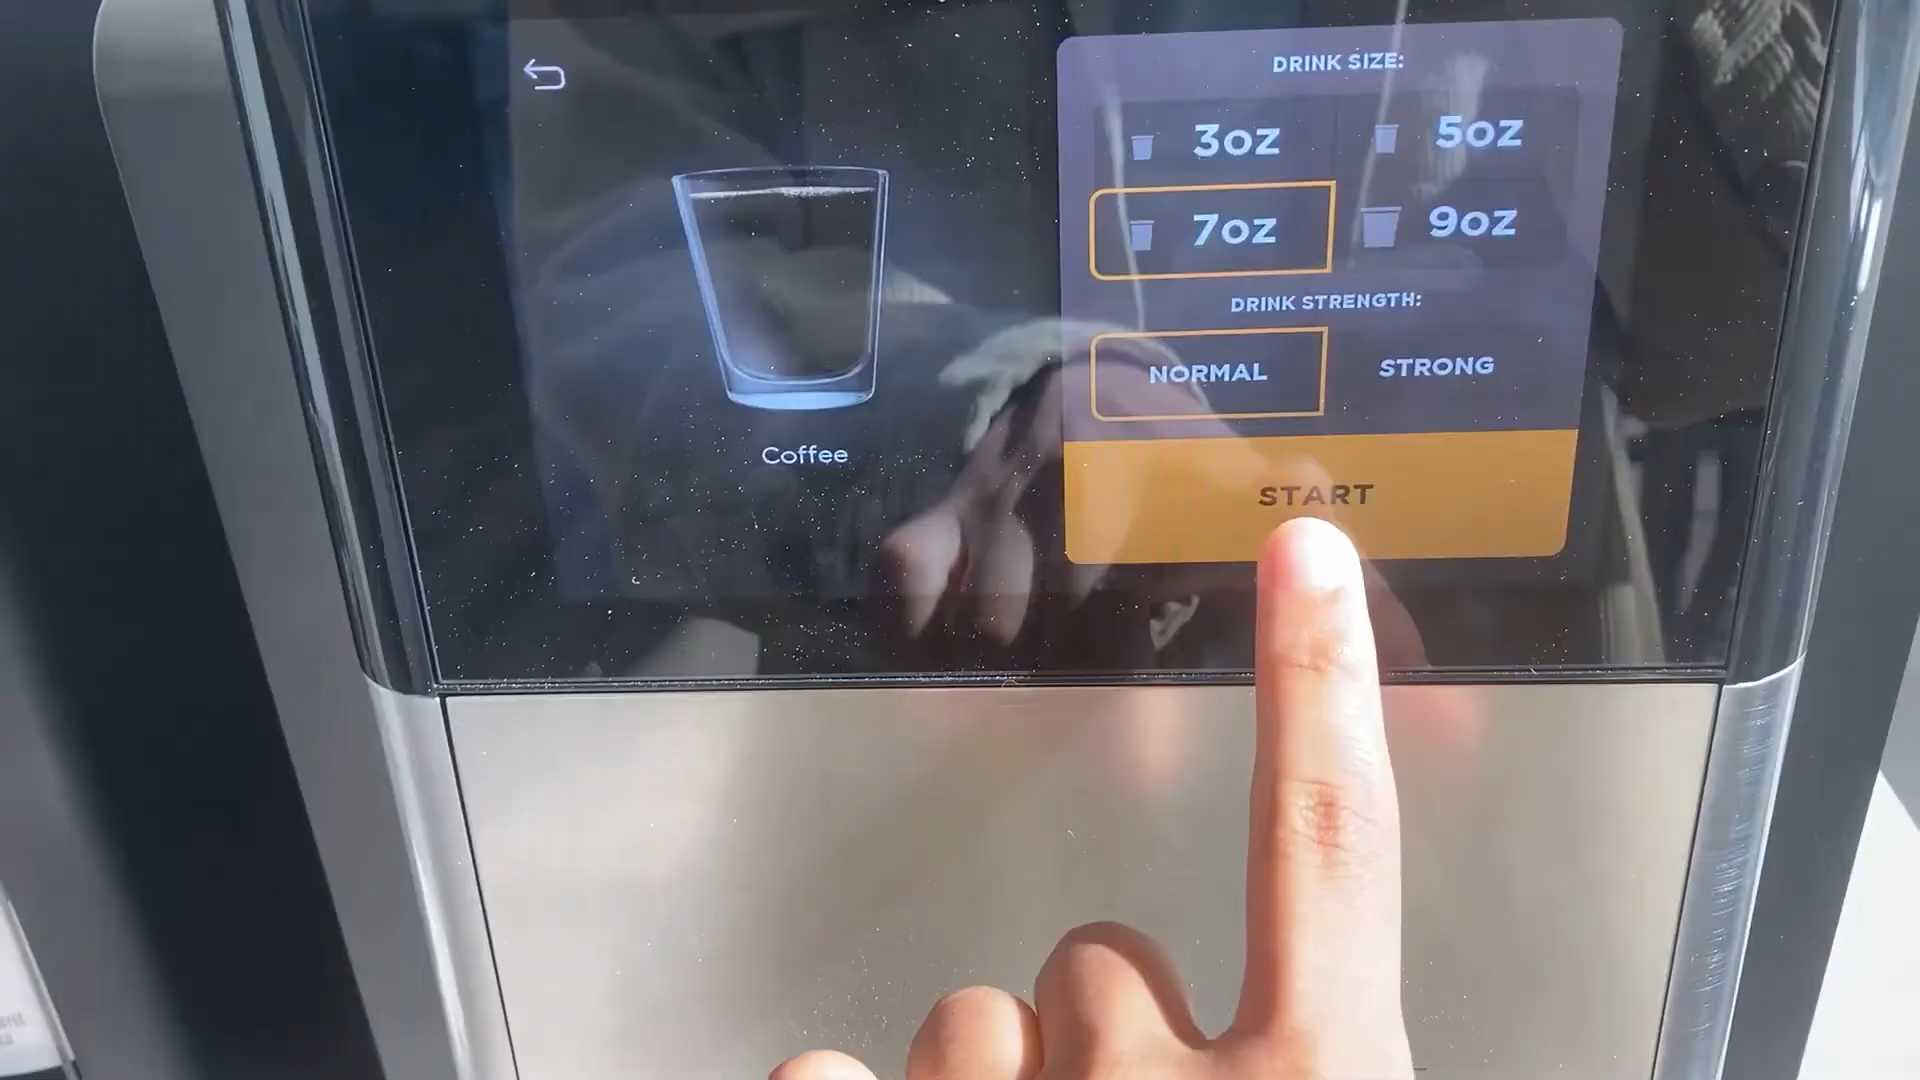 DRINK SIZE:
3oz 5oz
7oz 9oz
DRINK STRENGTH:
NORMAL STRONG
START
Coffee